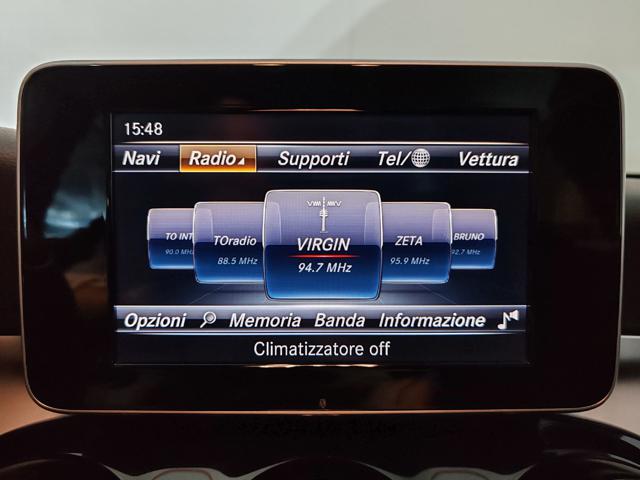 15:48
Navi Radio Supporti Tel/ Vettura
TO INT TOradio VIRGIN ZETA BRUNO
90.0 MHz 88.5 MHz 94.7 MHz 95.9 MHz 92.7 MHz
Opzioni Memoria Banda Informazione
Climatizzatore off